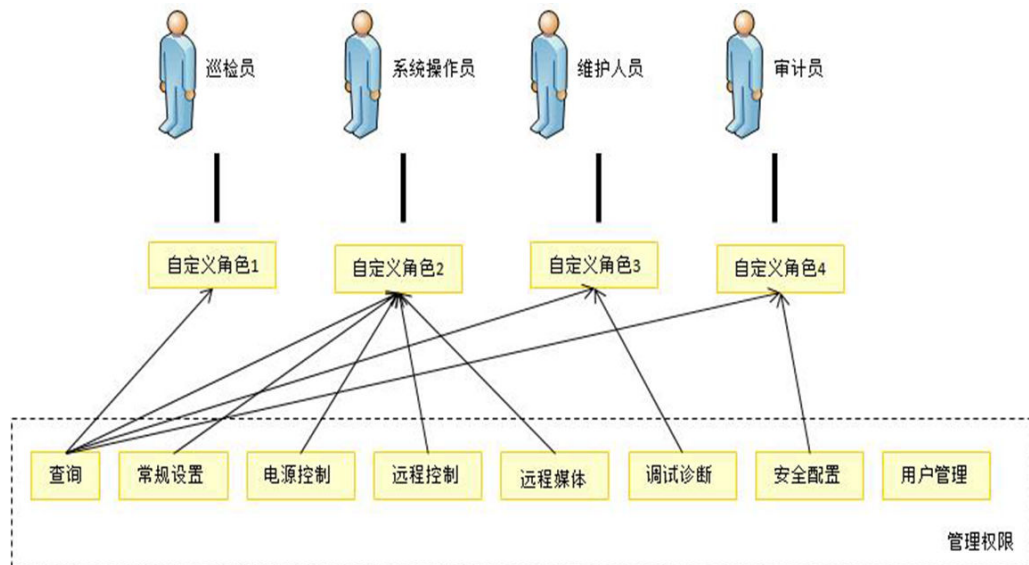 巡检员
系统操作员
维护人员
审计员
自定义角色1
自定义角色2
自定义角色3
自定义角色4
查询
常规设置
电源控制
远程控制
远程媒体
调试诊断
安全配置
用户管理
管理权限